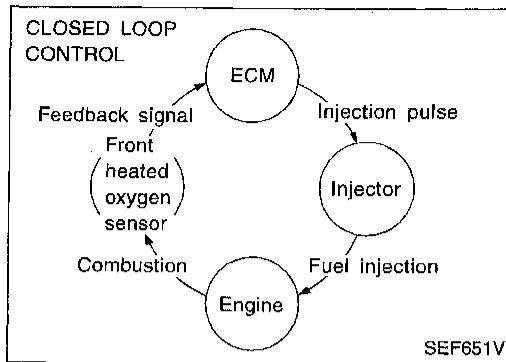 CLOSED LOOP
CONTROL
ECM
Feedback signal
Injection pulse
(Front
heated
oxygen
sensor)
Injector
Combustion
Fuel injection
Engine
SEF651V